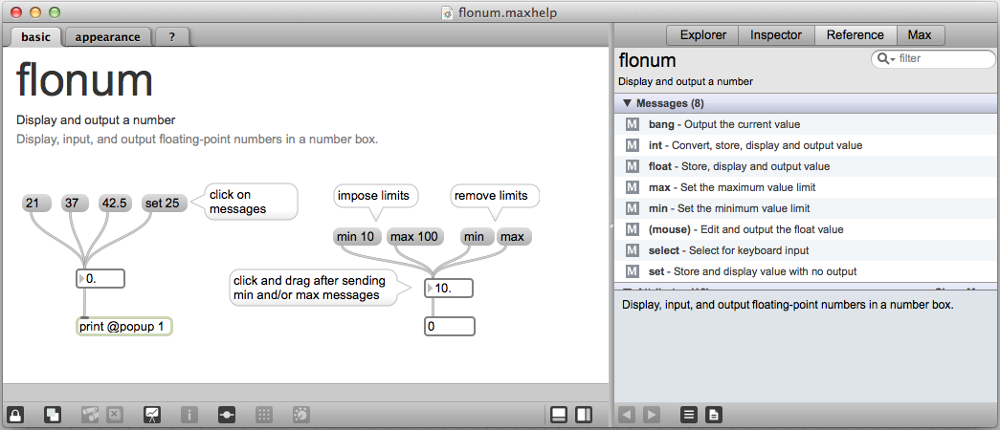 flonum.maxhelp
basic appearance ?
flonum
Display and output a number
Display, input, and output floating-point numbers in a number box.
21 37 42.5 set 25
click on
messages
impose limits
remove limits
min 10 max 100 min max
0.
click and drag after sending
min and/or max messages
10.
print @popup 1
0
Explorer Inspector Reference Max
flonum
filter
Display and output a number
Messages (8)
M bang - Output the current value
M int - Convert, store, display and output value
M float - Store, display and output value
M max - Set the maximum value limit
M min - Set the minimum value limit
M (mouse) - Edit and output the float value
M select - Select for keyboard input
M set - Store and display value with no output
Display, input, and output floating-point numbers in a number box.